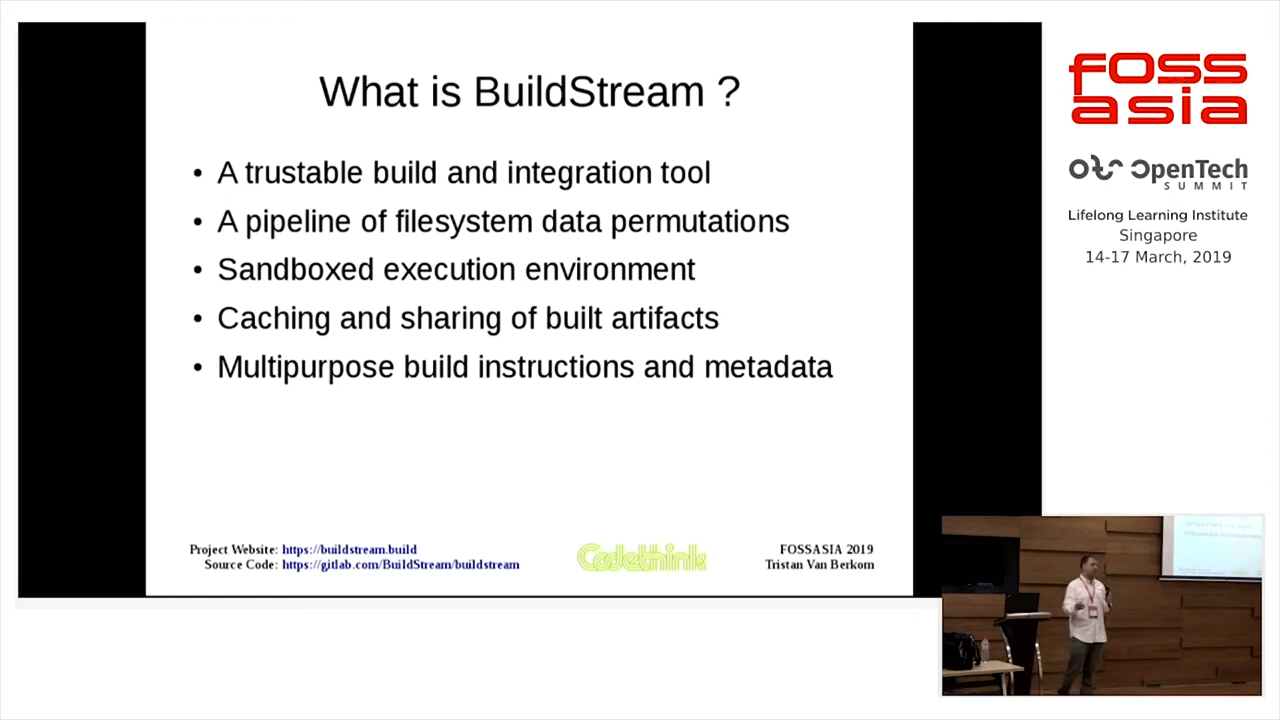 What is BuildStream ?
• A trustable build and integration tool
• A pipeline of filesystem data permutations
• Sandboxed execution environment
• Caching and sharing of built artifacts
• Multipurpose build instructions and metadata
Project Website: https://buildstream.build
Source Code: https://gitlab.com/BuildStream/buildstream
Codethink
FOSSASIA 2019
Tristan Van Berkom
foss
asia
OpenTech
SUMMIT
Lifelong Learning Institute
Singapore
14-17 March, 2019